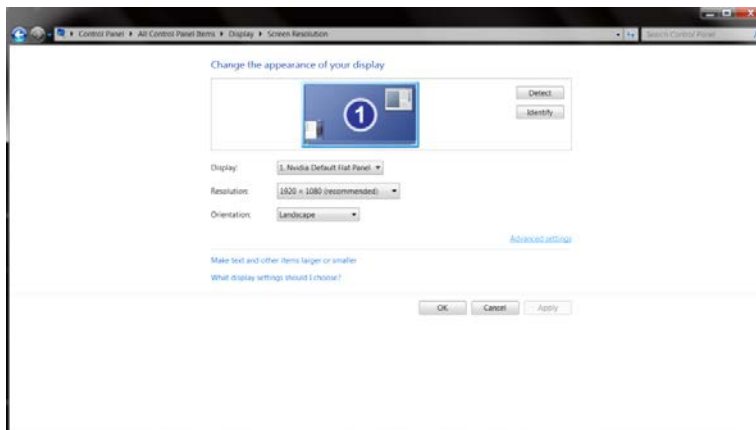 Control Panel ▸ All Control Panel Items ▸ Display ▸ Screen Resolution
Search Control Panel
Change the appearance of your display
1
Detect
Identify
Display: 1. Nvidia Default Flat Panel
Resolution: 1920 × 1080 (recommended)
Orientation: Landscape
Advanced settings
Make text and other items larger or smaller
What display settings should I choose?
OK Cancel Apply